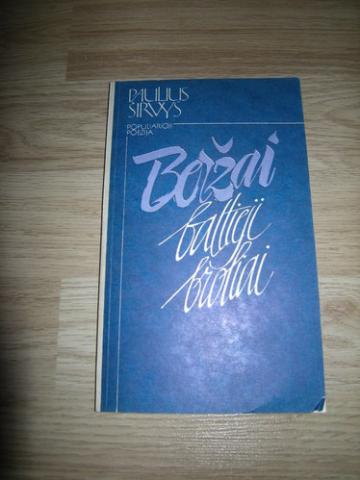 PAULIUS
ŠIRVYS
POPULIARIOJI
POEZIJA
Beržai
baltieji
broliai